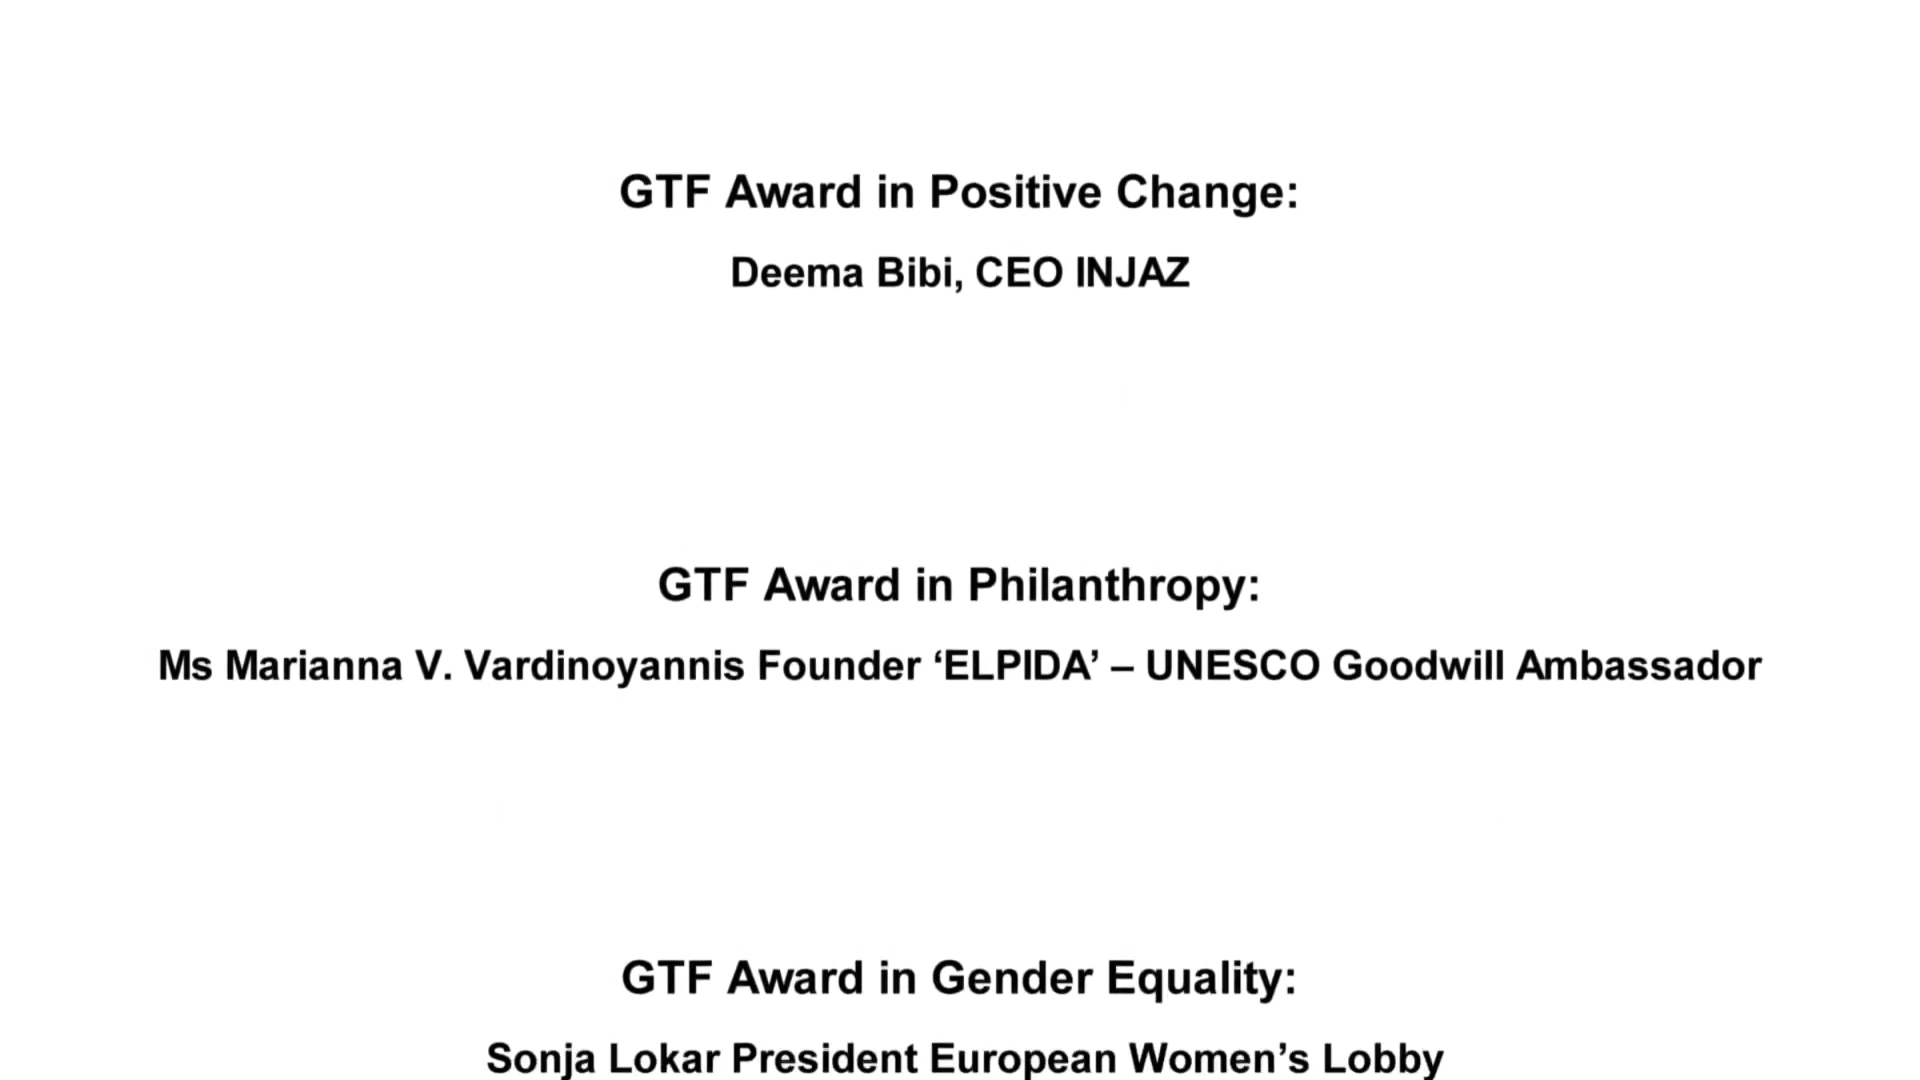 GTF Award in Positive Change:
Deema Bibi, CEO INJAZ
GTF Award in Philanthropy:
Ms Marianna V. Vardinoyannis Founder ‘ELPIDA’ – UNESCO Goodwill Ambassador
GTF Award in Gender Equality:
Sonja Lokar President European Women’s Lobby